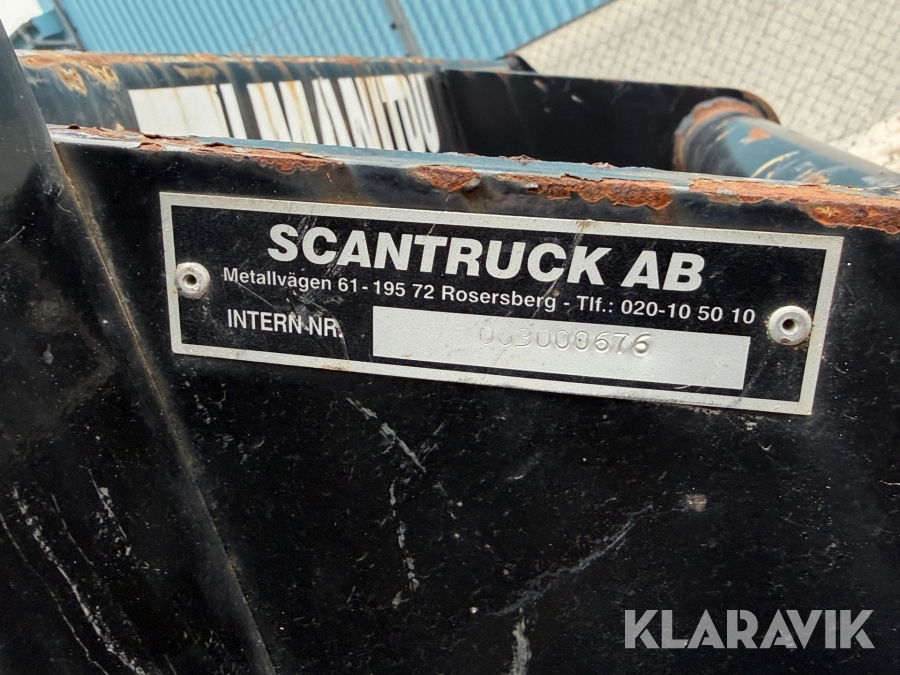 MANITOU
SCANTRUCK AB
Metallvägen 61 - 195 72 Rosersberg - Tlf.: 020-10 50 10
INTERN NR.
003000676
KLARAVIK